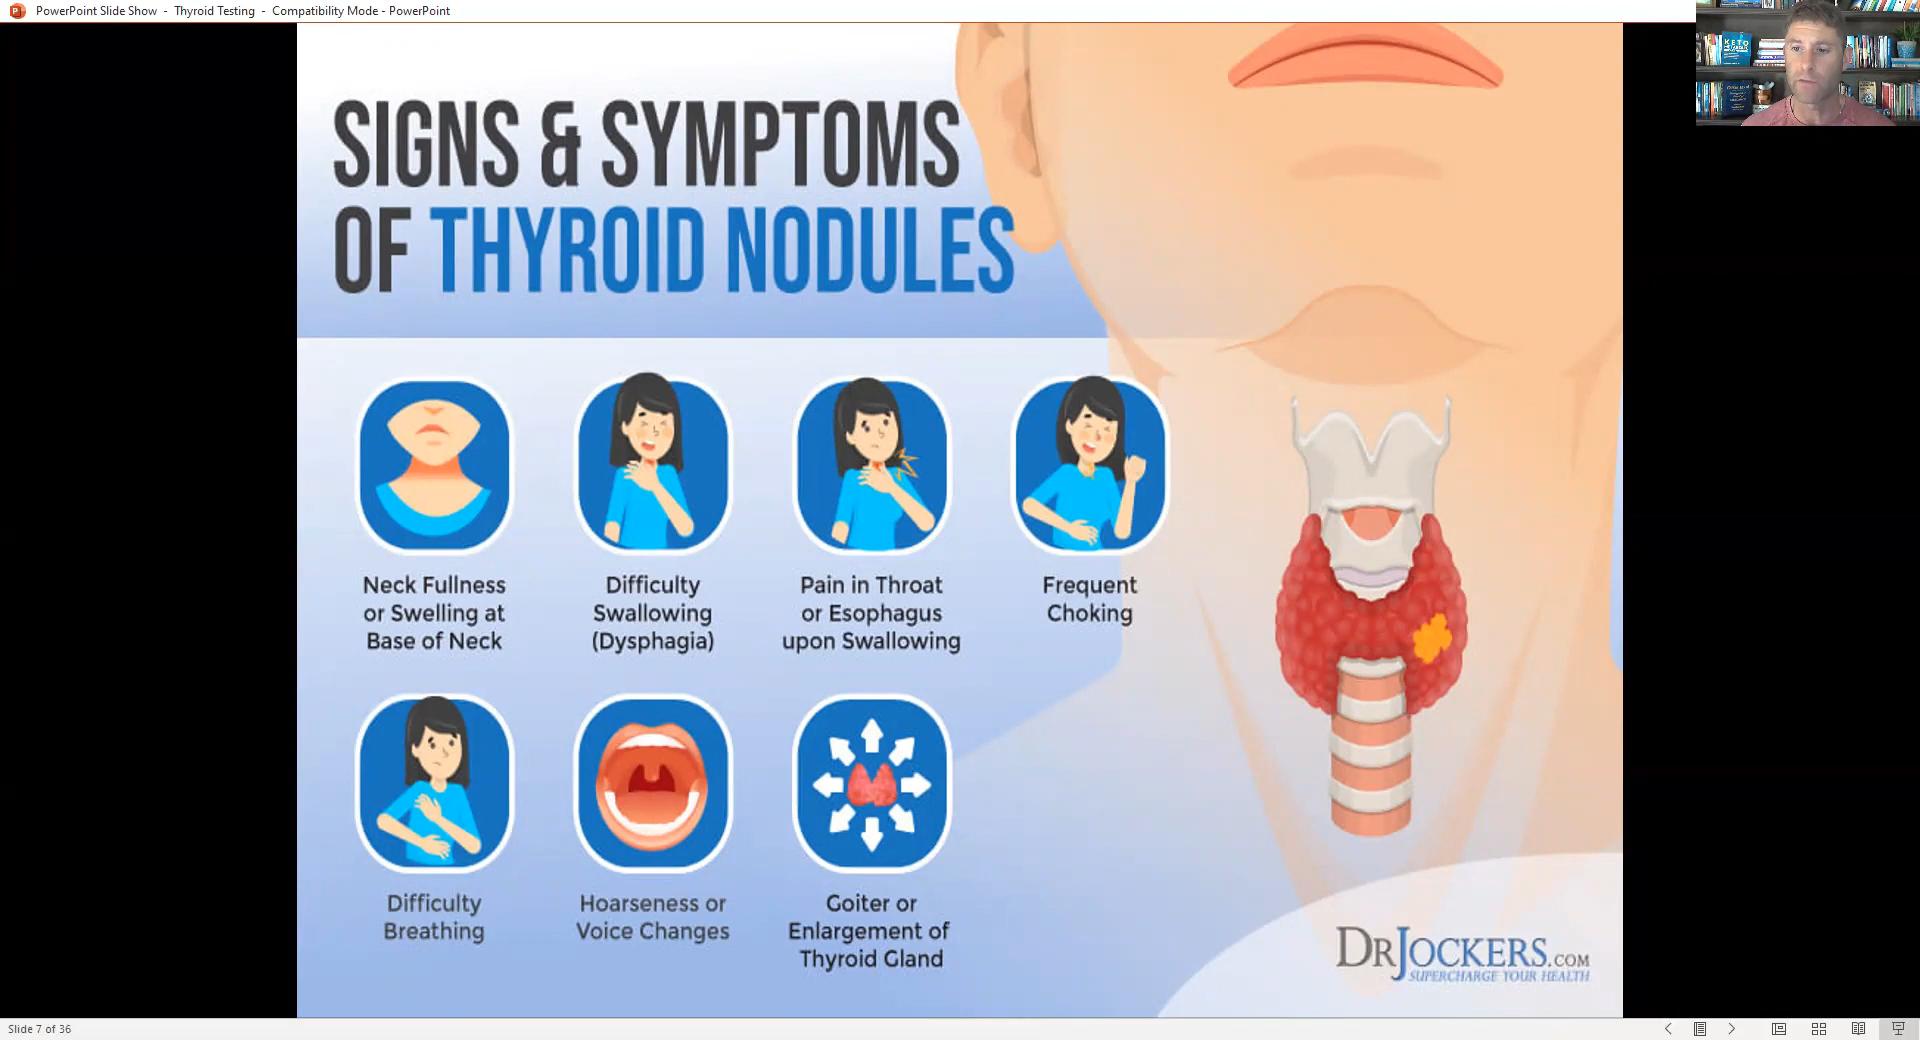 PowerPoint Slide Show - Thyroid Testing - Compatibility Mode - PowerPoint
SIGNS & SYMPTOMS
OF THYROID NODULES
Neck Fullness
or Swelling at
Base of Neck
Difficulty
Swallowing
(Dysphagia)
Pain in Throat
or Esophagus
upon Swallowing
Frequent
Choking
Difficulty
Breathing
Hoarseness or
Voice Changes
Goiter or
Enlargement of
Thyroid Gland
DRJOCKERS.COM
SUPERCHARGE YOUR HEALTH
Slide 7 of 36
KETO